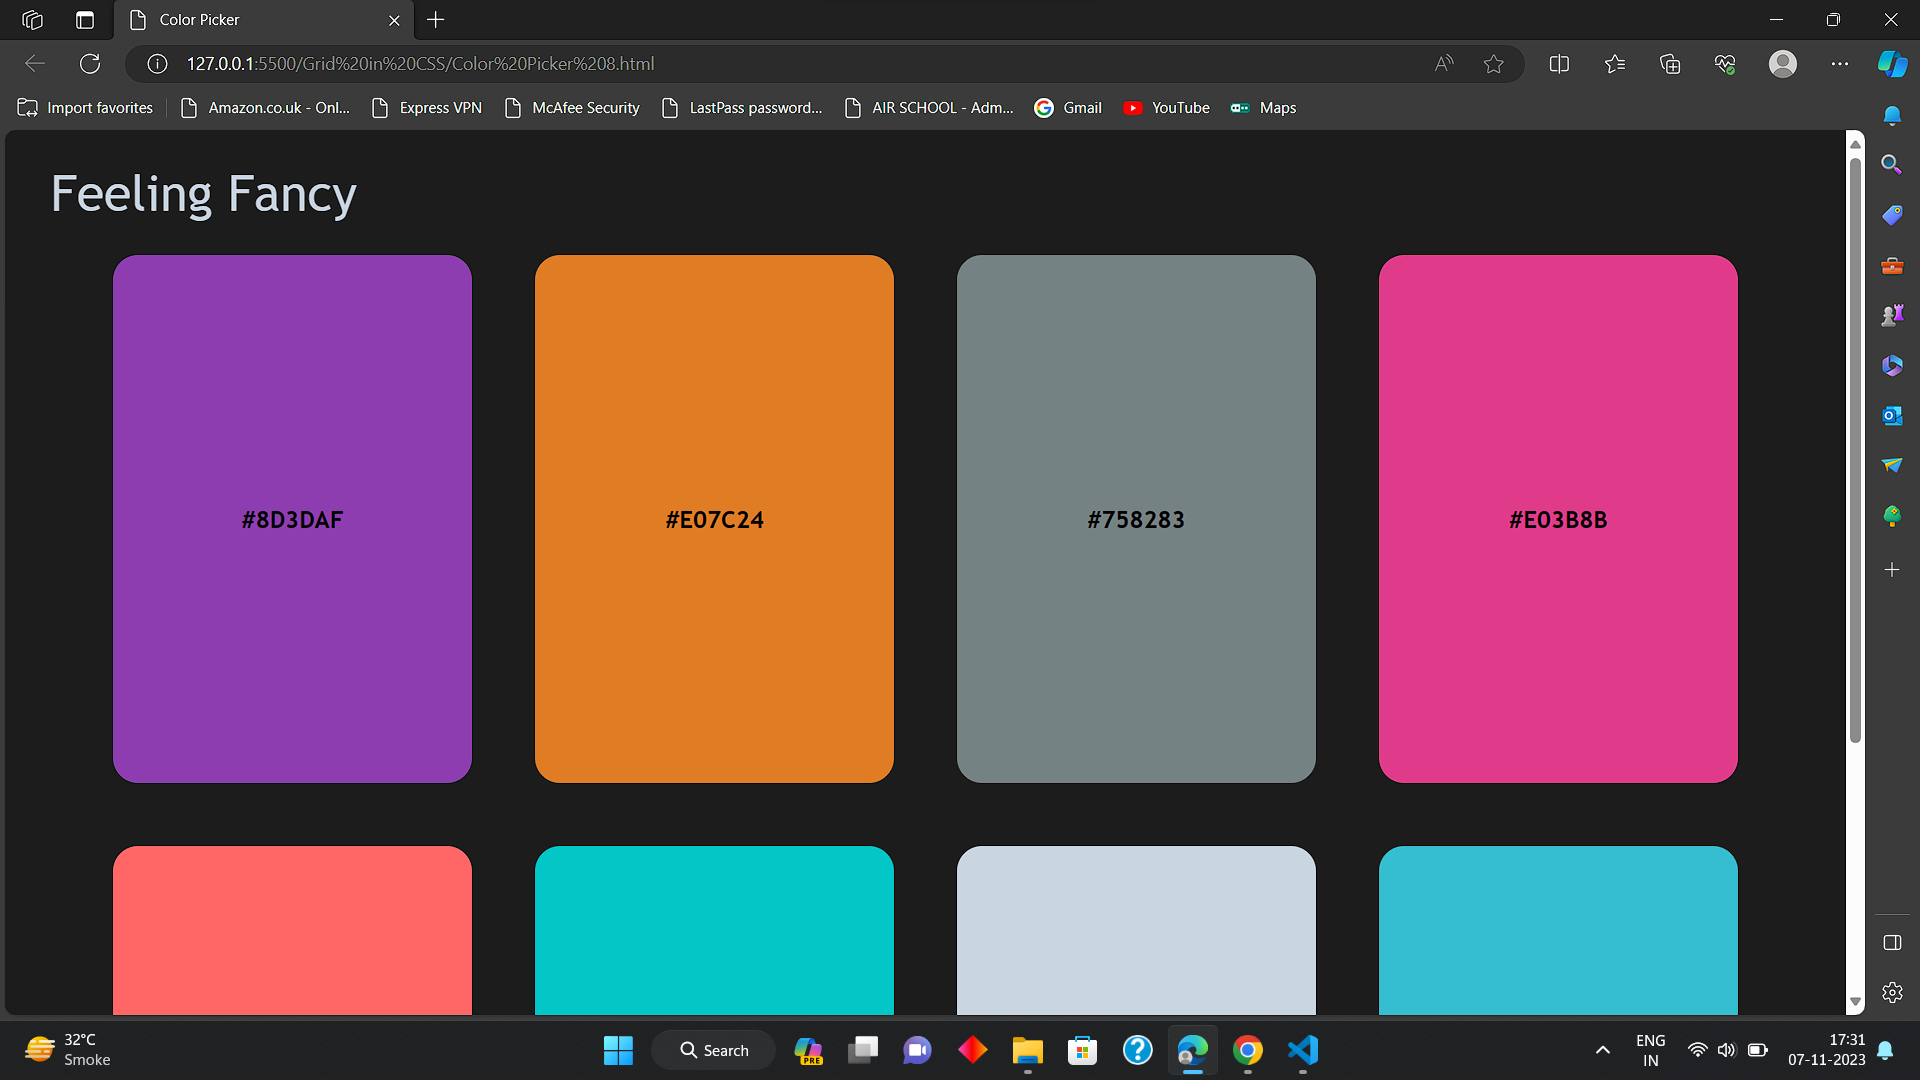 Color Picker
127.0.0.1:5500/Grid%20in%20CSS/Color%20Picker%208.html
Import favorites
Amazon.co.uk - Onl...
Express VPN
McAfee Security
LastPass password...
AIR SCHOOL - Adm...
Gmail
YouTube
Maps
Feeling Fancy
#8D3DAF
#E07C24
#758283
#E03B8B
32°C
Smoke
Search
PRE
ENG
IN
17:31
07-11-2023